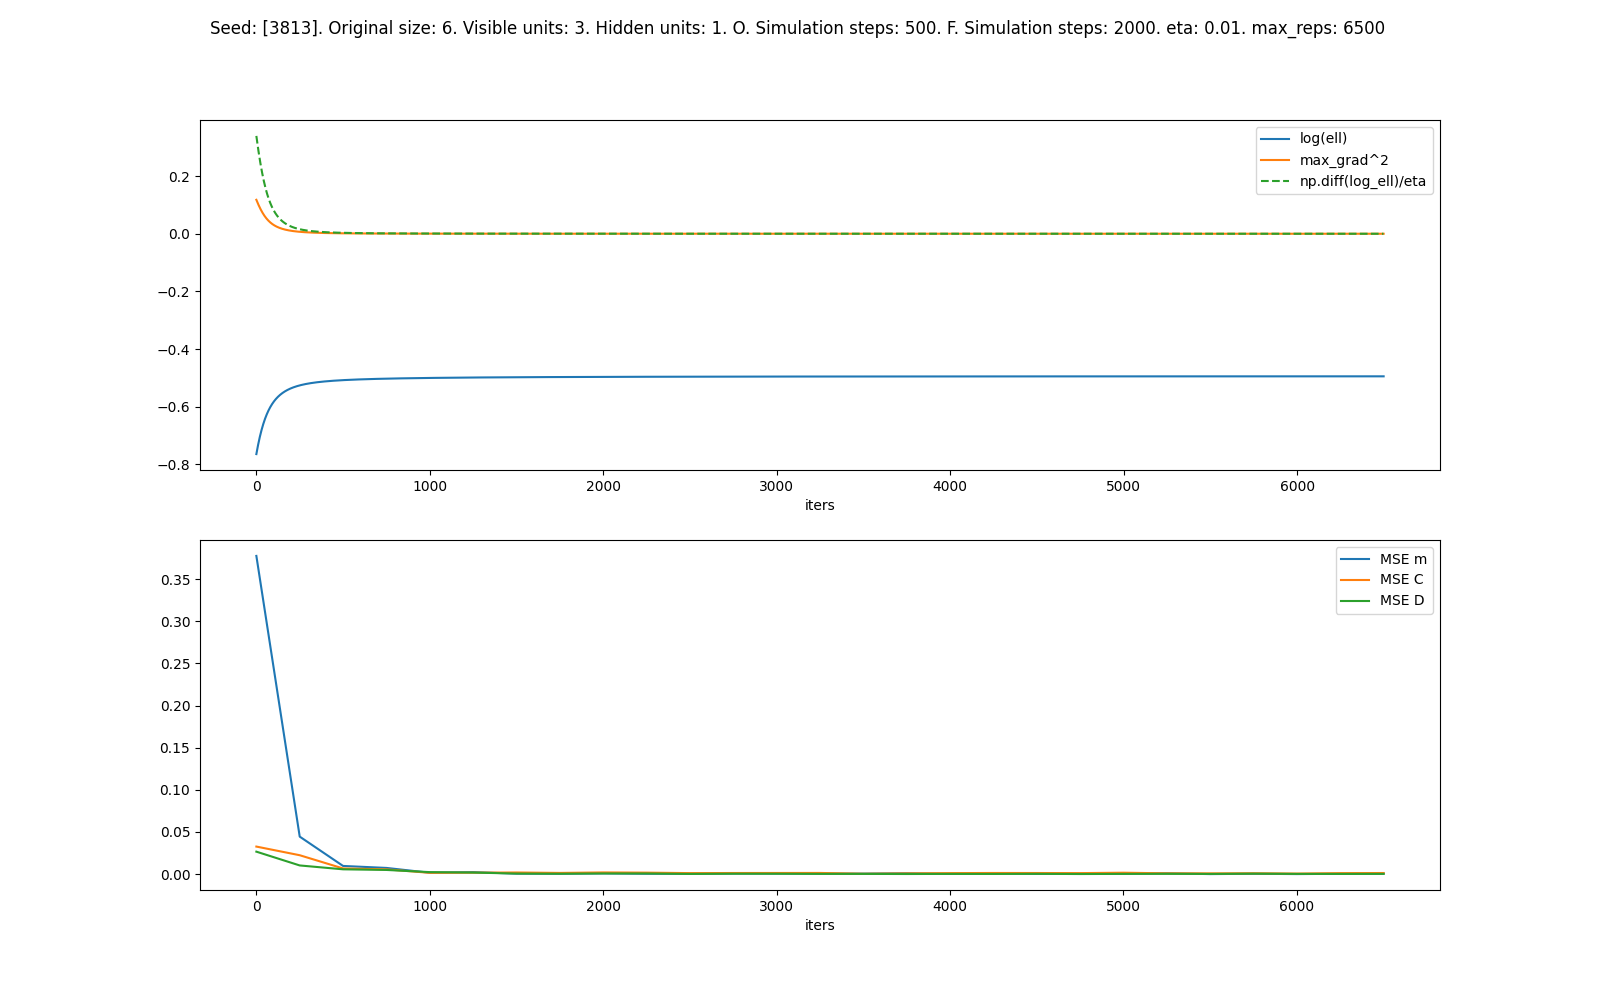 Seed: [3813]. Original size: 6. Visible units: 3. Hidden units: 1. O. Simulation steps: 500. F. Simulation steps: 2000. eta: 0.01. max_reps: 6500
log(ell)
max_grad^2
np.diff(log_ell)/eta
0.2
0.0
−0.2
−0.4
−0.6
−0.8
0 1000 2000 3000 4000 5000 6000
iters
MSE m
MSE C
MSE D
0.35
0.30
0.25
0.20
0.15
0.10
0.05
0.00
0 1000 2000 3000 4000 5000 6000
iters